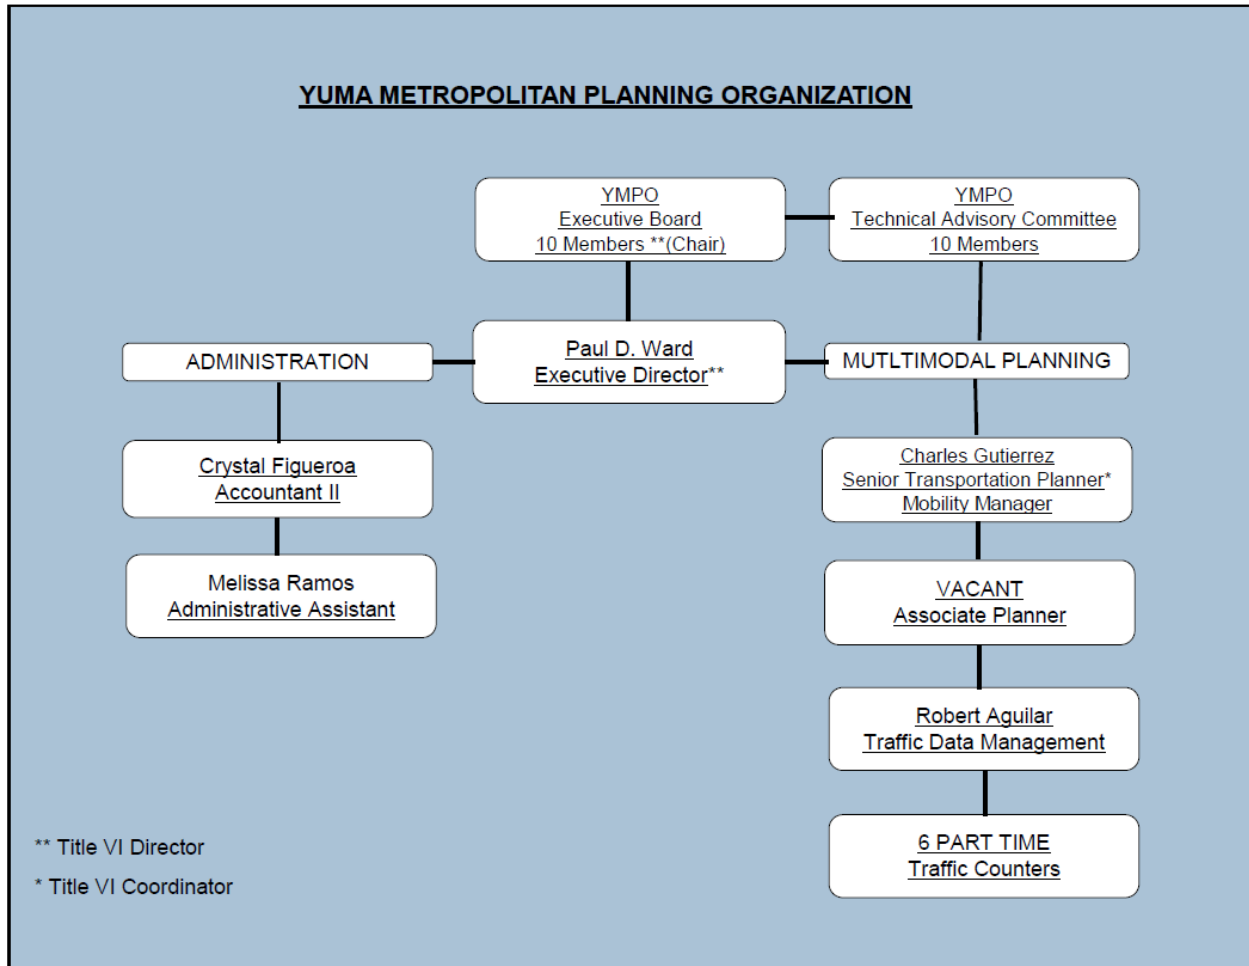 YUMA METROPOLITAN PLANNING ORGANIZATION
YMPO
Executive Board
10 Members **(Chair)
YMPO
Technical Advisory Committee
10 Members
ADMINISTRATION
Paul D. Ward
Executive Director**
MUTLTIMODAL PLANNING
Crystal Figueroa
Accountant II
Charles Gutierrez
Senior Transportation Planner*
Mobility Manager
Melissa Ramos
Administrative Assistant
VACANT
Associate Planner
Robert Aguilar
Traffic Data Management
6 PART TIME
Traffic Counters
** Title VI Director
* Title VI Coordinator